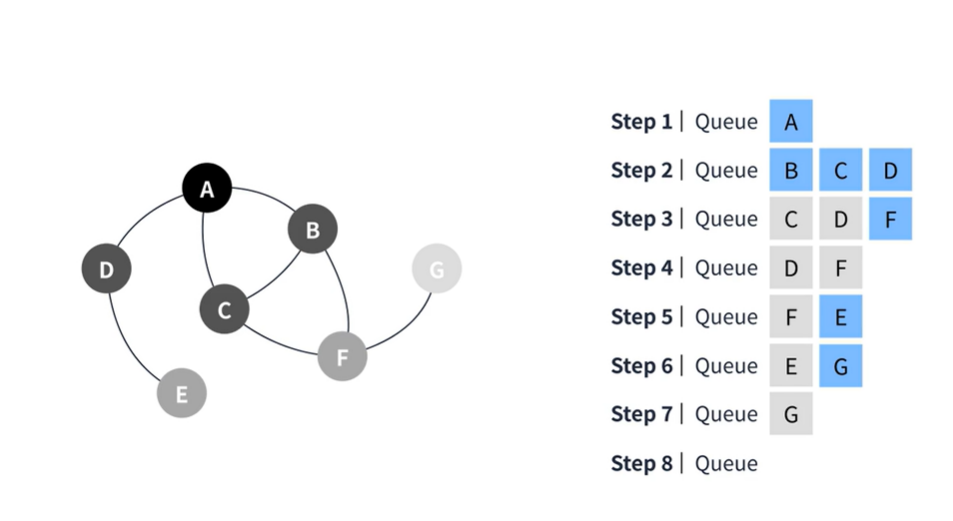 A
B
D
G
C
F
E
Step 1 | Queue A
Step 2 | Queue B C D
Step 3 | Queue C D F
Step 4 | Queue D F
Step 5 | Queue F E
Step 6 | Queue E G
Step 7 | Queue G
Step 8 | Queue